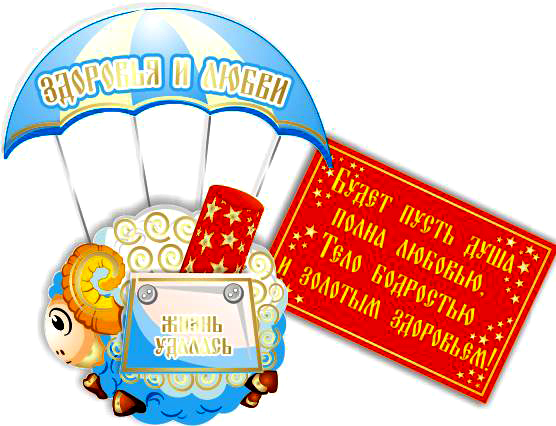 ЗДОРОВЬЯ И ЛЮБВИ
Будет пусть душа
полна любовью,
Тело бодростью
и золотым здоровьем!
ЖИЗНЬ
УДАЛАСЬ